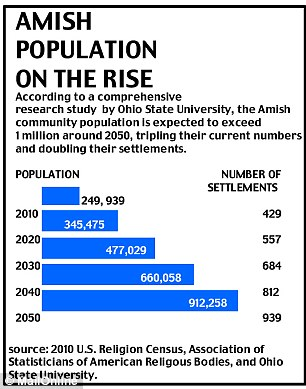 AMISH
POPULATION
ON THE RISE
According to a comprehensive
research study by Ohio State University, the Amish
community population is expected to exceed
1 million around 2050, tripling their current numbers
and doubling their settlements.
POPULATION
NUMBER OF
SETTLEMENTS
249, 939
2010
429
345,475
2020
557
477,029
2030
684
660,058
2040
812
912,258
2050
939
source: 2010 U.S. Religion Census, Association of
Statisticians of American Religous Bodies, and Ohio
State University.
© MailOnline